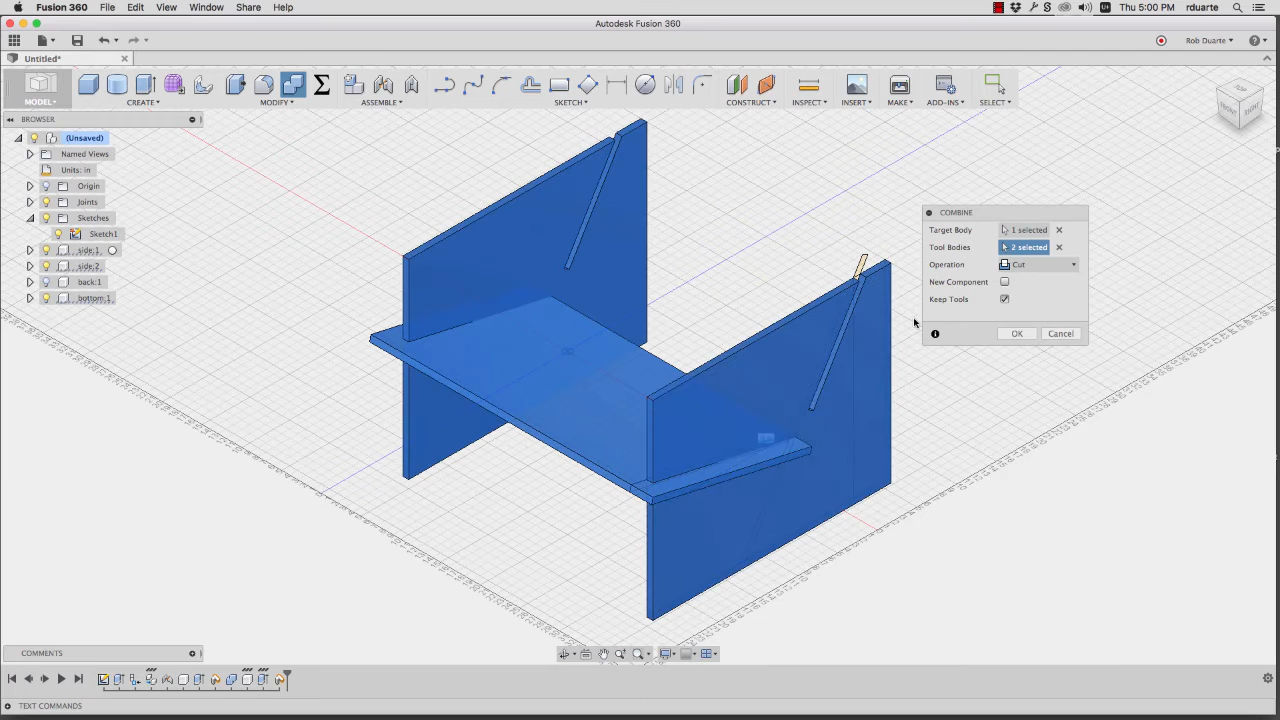 Fusion 360 File Edit View Window Share Help Thu 5:00 PM rduarte
Autodesk Fusion 360
Rob Duarte
Untitled*
MODEL CREATE MODIFY ASSEMBLE SKETCH CONSTRUCT INSPECT INSERT MAKE ADD-INS SELECT
BROWSER
(Unsaved)
Named Views
Units: in
Origin
Joints
Sketches
Sketch1
side:1
side:2
back:1
bottom:1
TOP
FRONT RIGHT
COMBINE
Target Body 1 selected
Tool Bodies 2 selected
Operation Cut
New Component
Keep Tools
OK Cancel
COMMENTS
TEXT COMMANDS